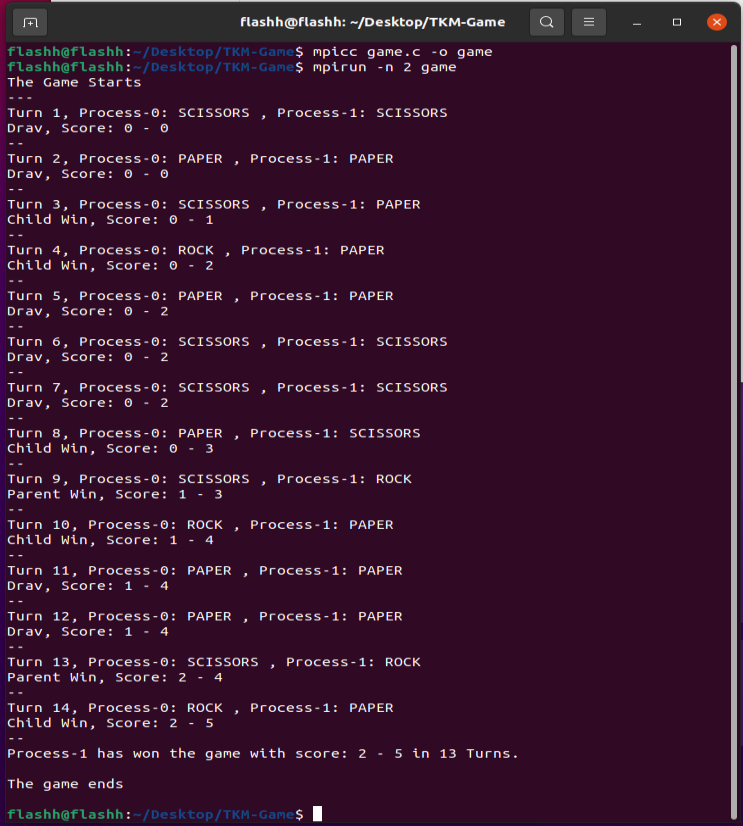 flashh@flashh: ~/Desktop/TKM-Game
flashh@flashh:~/Desktop/TKM-Game$ mpicc game.c -o game
flashh@flashh:~/Desktop/TKM-Game$ mpirun -n 2 game
The Game Starts
---
Turn 1, Process-0: SCISSORS , Process-1: SCISSORS
Drav, Score: 0 - 0
--
Turn 2, Process-0: PAPER , Process-1: PAPER
Drav, Score: 0 - 0
--
Turn 3, Process-0: SCISSORS , Process-1: PAPER
Child Win, Score: 0 - 1
--
Turn 4, Process-0: ROCK , Process-1: PAPER
Child Win, Score: 0 - 2
--
Turn 5, Process-0: PAPER , Process-1: PAPER
Drav, Score: 0 - 2
--
Turn 6, Process-0: SCISSORS , Process-1: SCISSORS
Drav, Score: 0 - 2
--
Turn 7, Process-0: SCISSORS , Process-1: SCISSORS
Drav, Score: 0 - 2
--
Turn 8, Process-0: PAPER , Process-1: SCISSORS
Child Win, Score: 0 - 3
--
Turn 9, Process-0: SCISSORS , Process-1: ROCK
Parent Win, Score: 1 - 3
--
Turn 10, Process-0: ROCK , Process-1: PAPER
Child Win, Score: 1 - 4
--
Turn 11, Process-0: PAPER , Process-1: PAPER
Drav, Score: 1 - 4
--
Turn 12, Process-0: PAPER , Process-1: PAPER
Drav, Score: 1 - 4
--
Turn 13, Process-0: SCISSORS , Process-1: ROCK
Parent Win, Score: 2 - 4
--
Turn 14, Process-0: ROCK , Process-1: PAPER
Child Win, Score: 2 - 5
--
Process-1 has won the game with score: 2 - 5 in 13 Turns.
The game ends
flashh@flashh:~/Desktop/TKM-Game$